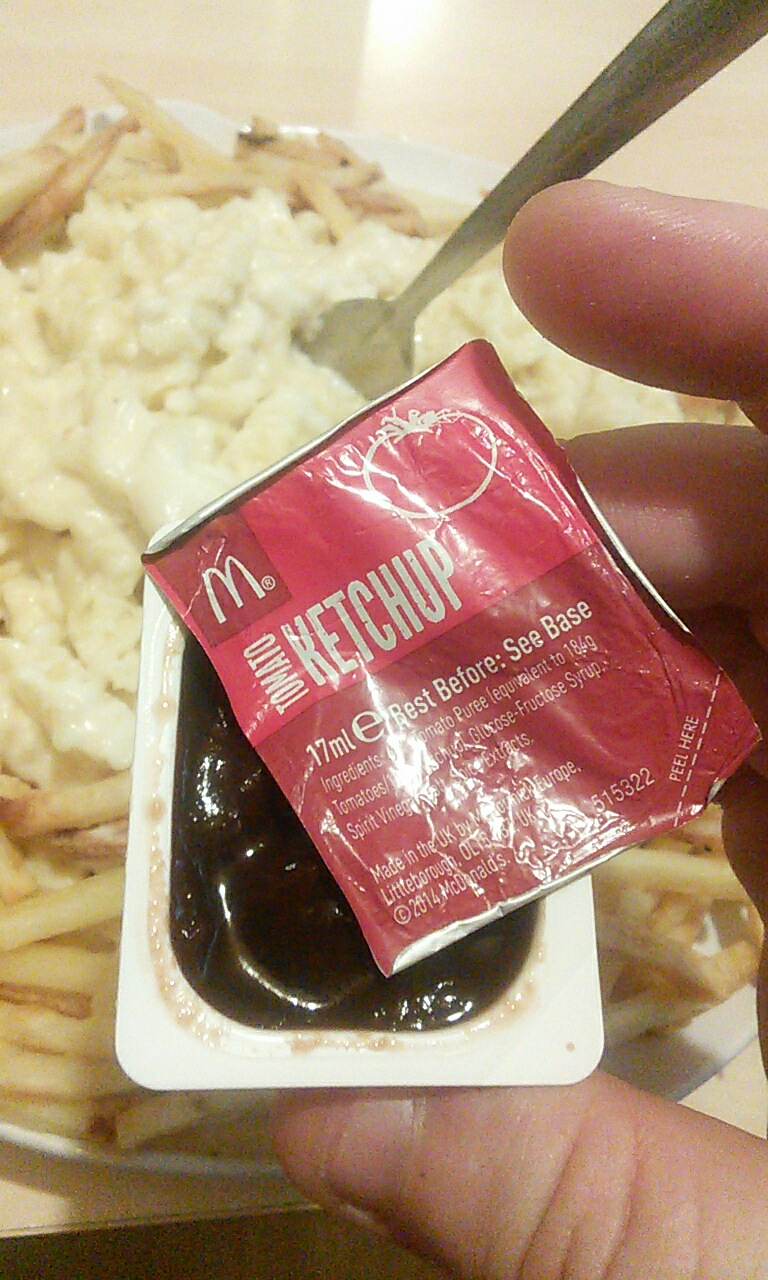 M®
TOMATO
KETCHUP
17ml e Best Before: See Base
Ingredients Tomato Puree (equivalent to 184g
Tomatoes Glucose-Fructose Syrup,
Spirit Vinegar Extracts.
Made in the UK by Europe,
Littleborough, UK
©2014 McDonald's.
515322
PEEL HERE